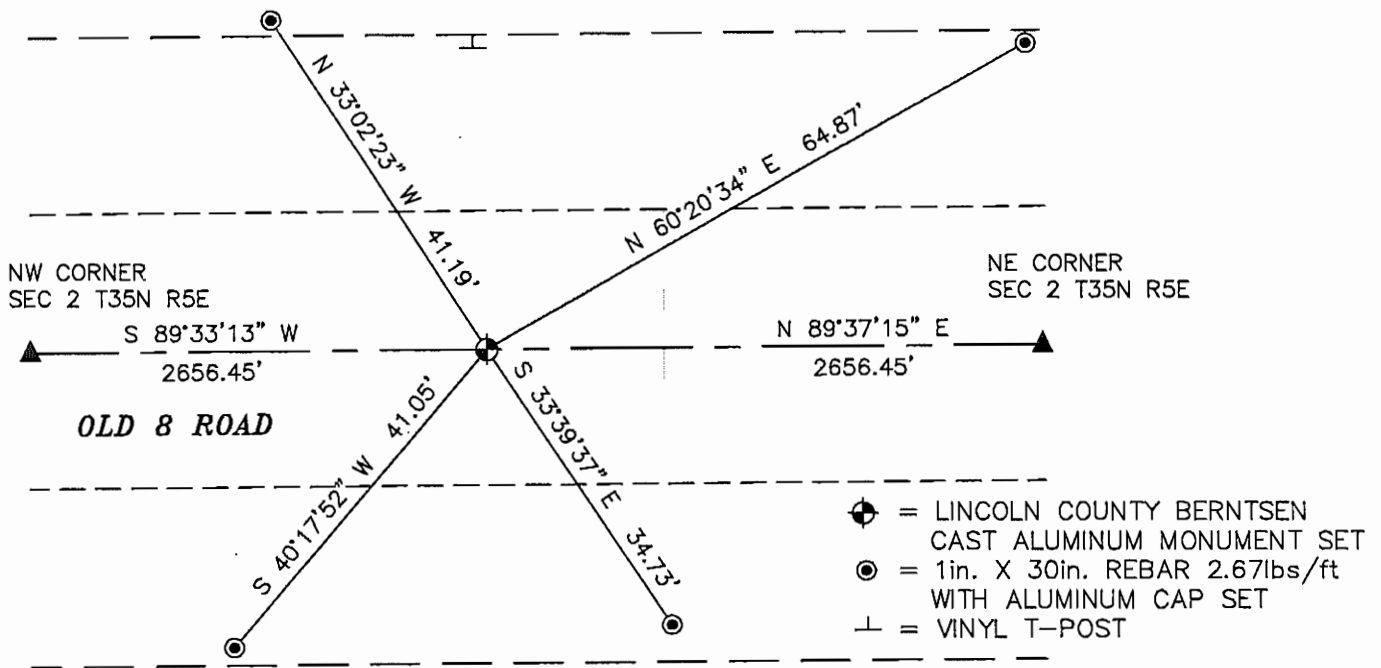 N 33°02'23" W 41.19'
N 60°20'34" E 64.87'
NW CORNER
SEC 2 T35N R5E
S 89°33'13" W
2656.45'
NE CORNER
SEC 2 T35N R5E
N 89°37'15" E
2656.45'
OLD 8 ROAD
S 40°17'52" W 41.05'
S 33°39'37" E 34.73'
= LINCOLN COUNTY BERNTSEN
CAST ALUMINUM MONUMENT SET
= 1in. X 30in. REBAR 2.67lbs/ft
WITH ALUMINUM CAP SET
= VINYL T-POST